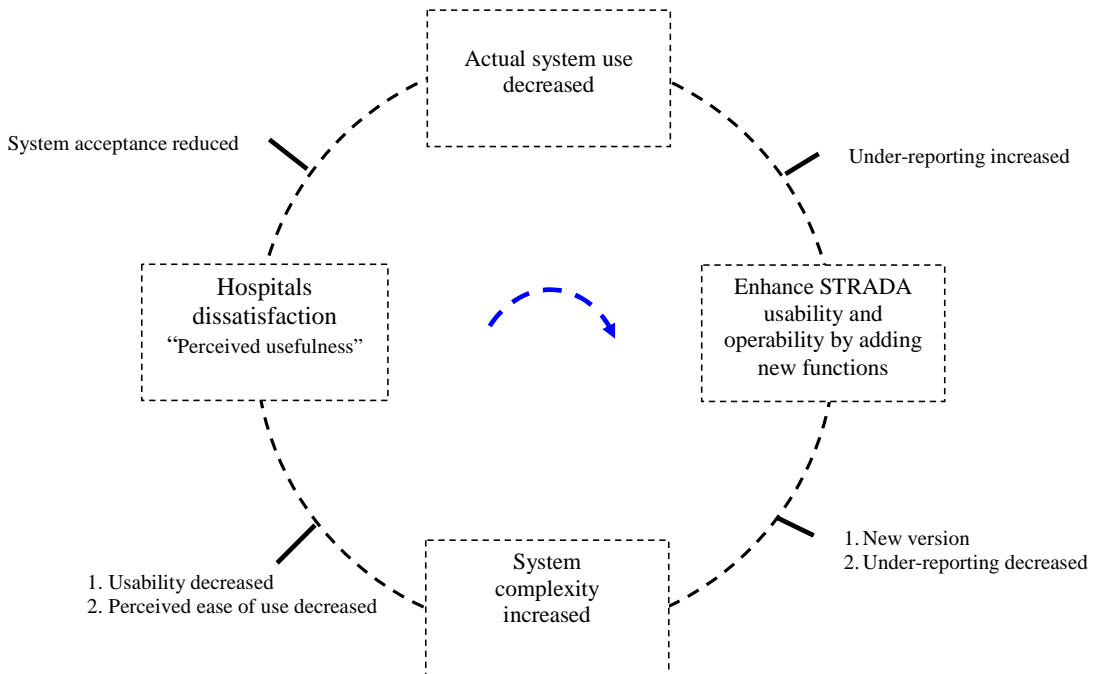 Actual system use
decreased
System acceptance reduced
Under-reporting increased
Hospitals
dissatisfaction
“Perceived usefulness”
Enhance STRADA
usability and
operability by adding
new functions
1. New version
2. Under-reporting decreased
System
complexity
increased
1. Usability decreased
2. Perceived ease of use decreased